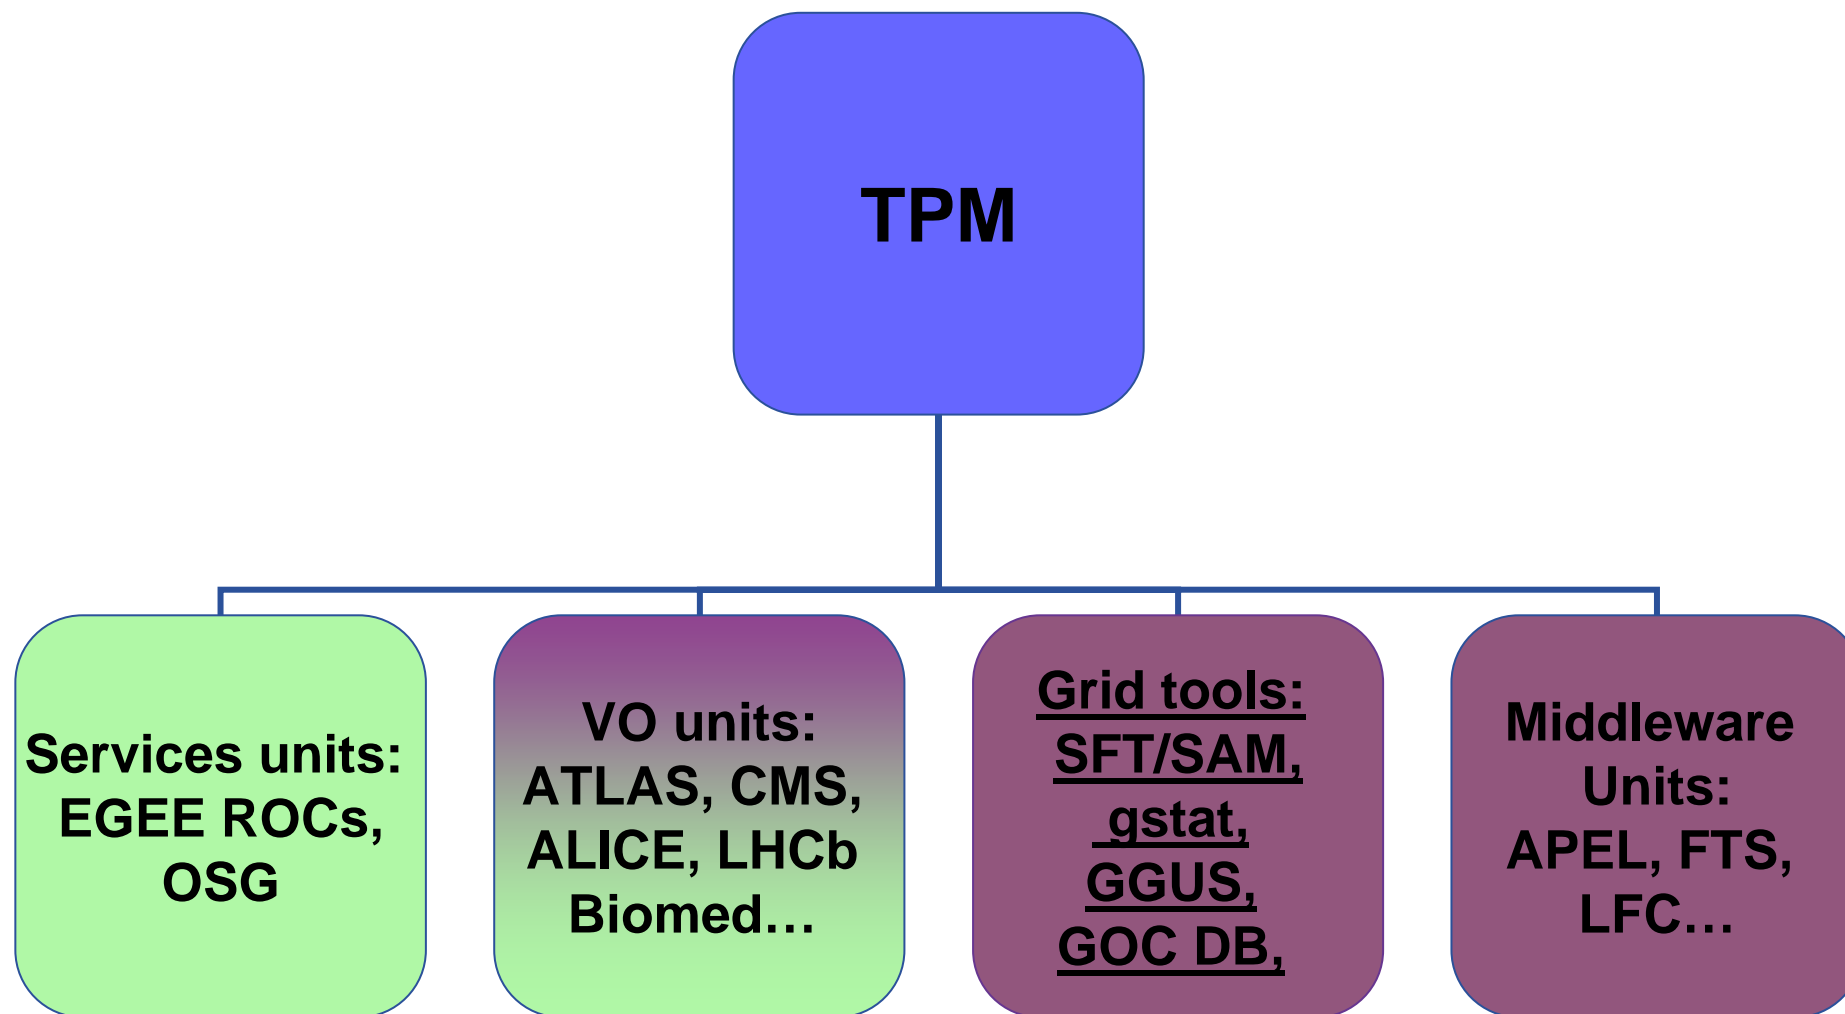 TPM
Services units:
EGEE ROCs,
OSG
VO units:
ATLAS, CMS,
ALICE, LHCb
Biomed…
Grid tools:
SFT/SAM,
gstat,
GGUS,
GOC DB,
Middleware
Units:
APEL, FTS,
LFC…